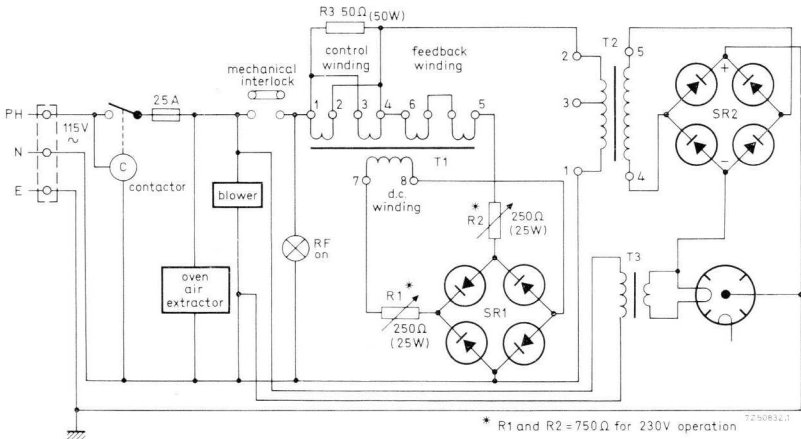 R3 50Ω (50W)
control winding
feedback winding
mechanical interlock
25A
PH
115V
~
N
E
C
contactor
blower
oven air extractor
RF on
1 2 3 4 6 5
T1
7 8
d.c. winding
* R2 250Ω (25W)
R1 *
250Ω (25W)
SR1
2
3
1
T2
5
4
+
SR2
−
T3
* R1 and R2 = 750Ω for 230V operation
7Z60832.1